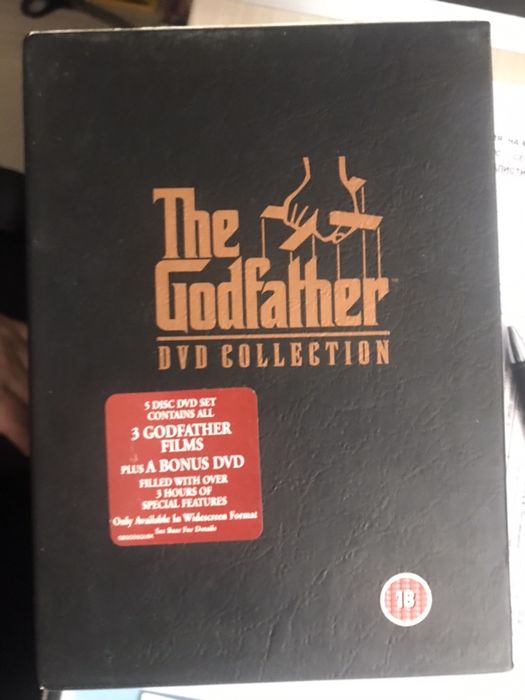 The
Godfather
DVD COLLECTION
5 DISC DVD SET
CONTAINS ALL
3 GODFATHER
FILMS
PLUS A BONUS DVD
FILLED WITH OVER
3 HOURS OF
SPECIAL FEATURES
Only Available In Widescreen Format
See Base For Details
18